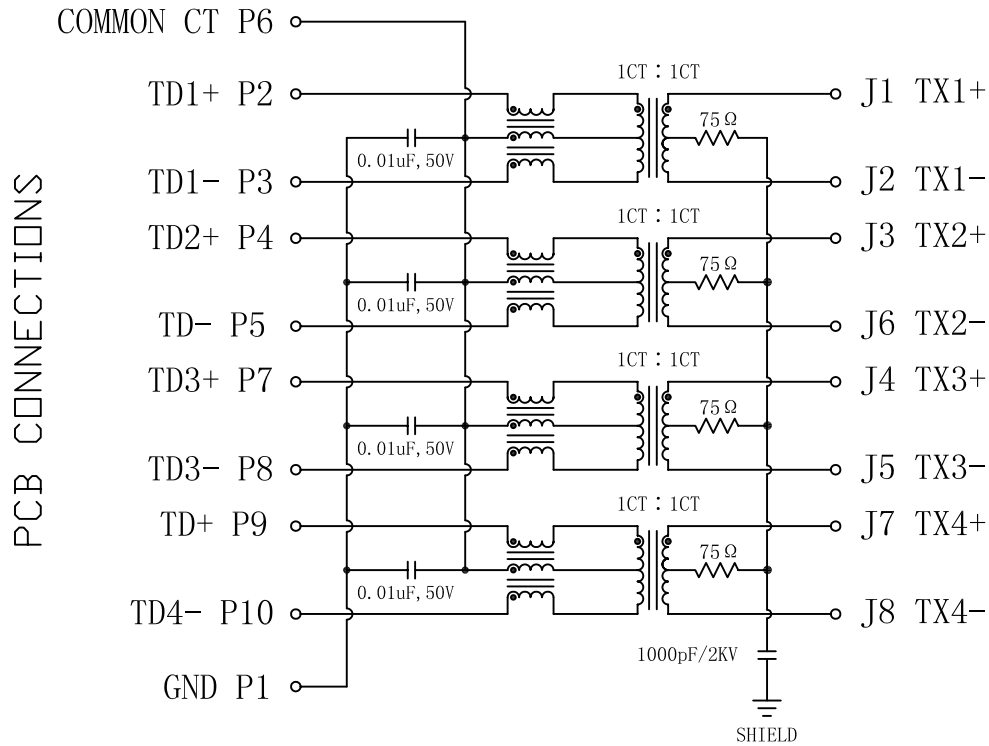 COMMON CT P6
1CT : 1CT
TD1+ P2
J1 TX1+
75Ω
0.01uF,50V
TD1- P3
J2 TX1-
1CT : 1CT
TD2+ P4
J3 TX2+
75Ω
0.01uF,50V
TD- P5
J6 TX2-
1CT : 1CT
TD3+ P7
J4 TX3+
75Ω
0.01uF,50V
TD3- P8
J5 TX3-
1CT : 1CT
TD+ P9
J7 TX4+
75Ω
0.01uF,50V
TD4- P10
J8 TX4-
1000pF/2KV
GND P1
SHIELD
PCB CONNECTIONS